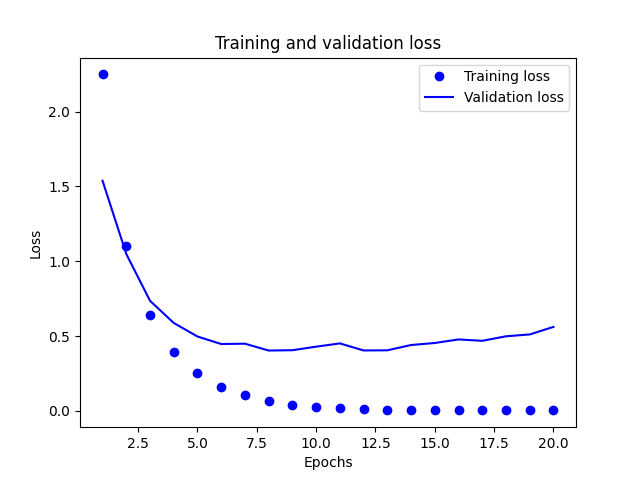 Training and validation loss
Training loss
Validation loss
Loss
2.0
1.5
1.0
0.5
0.0
2.5 5.0 7.5 10.0 12.5 15.0 17.5 20.0
Epochs